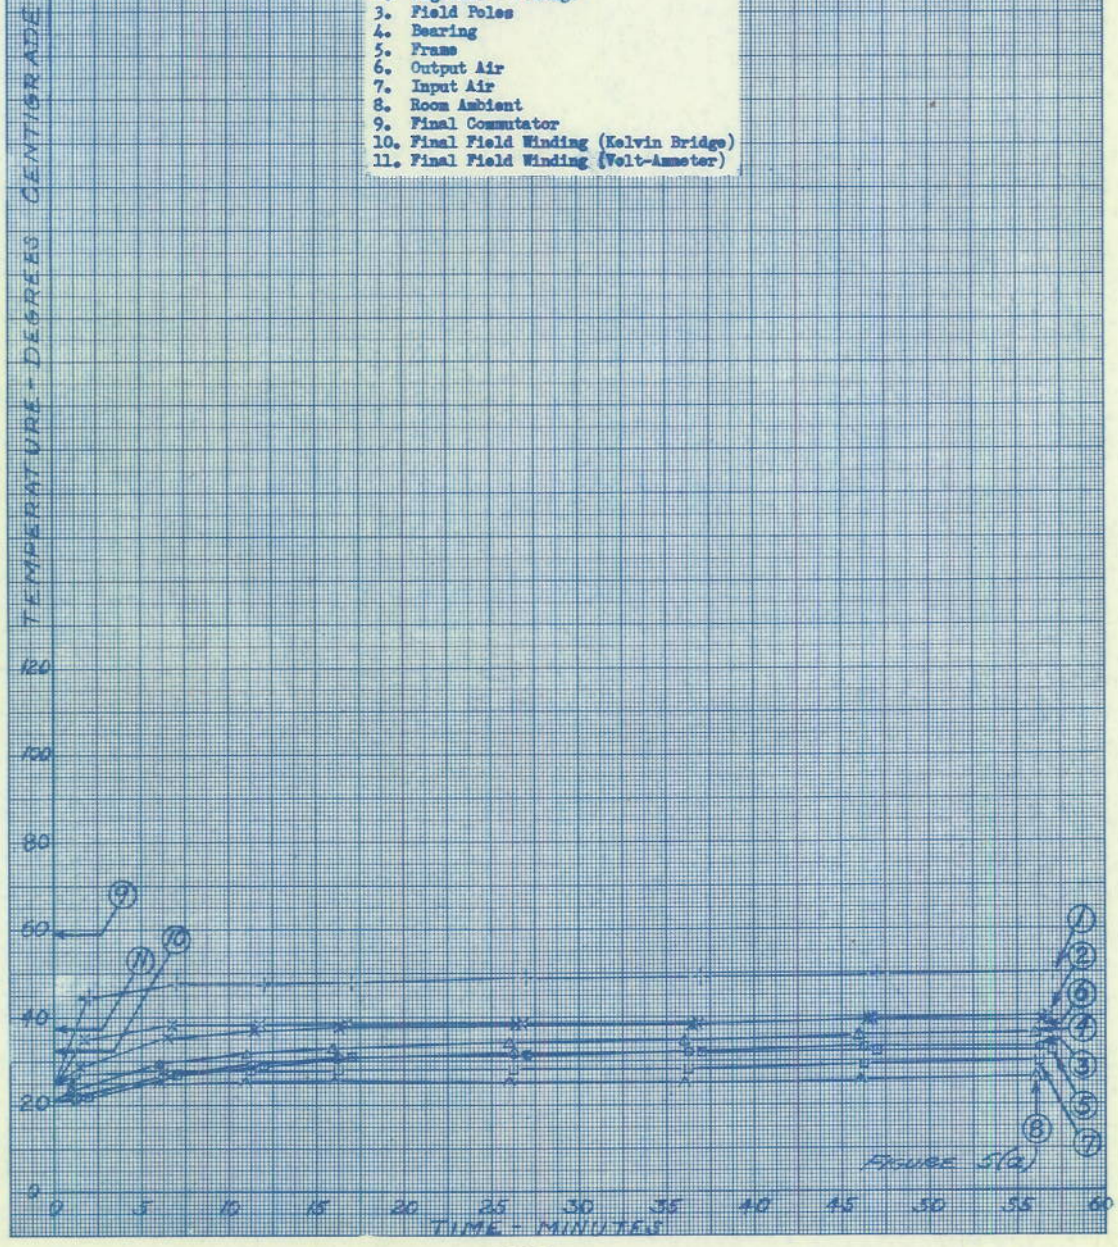 3. Field Poles
4. Bearing
5. Frame
6. Output Air
7. Input Air
8. Room Ambient
9. Final Commutator
10. Final Field Winding (Kelvin Bridge)
11. Final Field Winding (Volt-Ammeter)
TEMPERATURE - DEGREES CENTIGRADE
120
100
80
60
40
20
0
9
11
10
1
2
6
4
3
5
7
8
FIGURE 5(a)
0 5 10 15 20 25 30 35 40 45 50 55 60
TIME - MINUTES